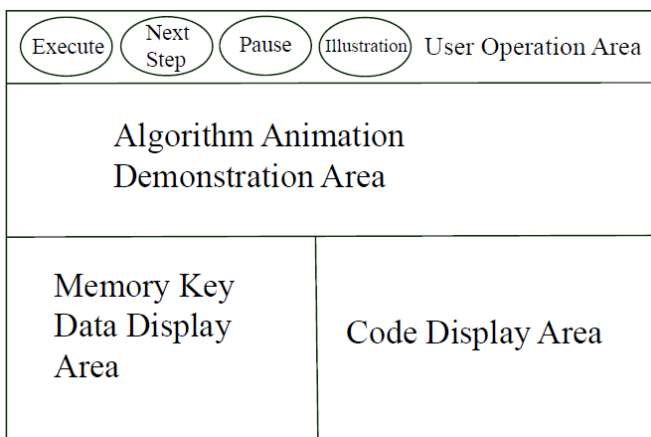 Execute
Next
Step
Pause
Illustration
User Operation Area
Algorithm Animation
Demonstration Area
Memory Key
Data Display
Area
Code Display Area